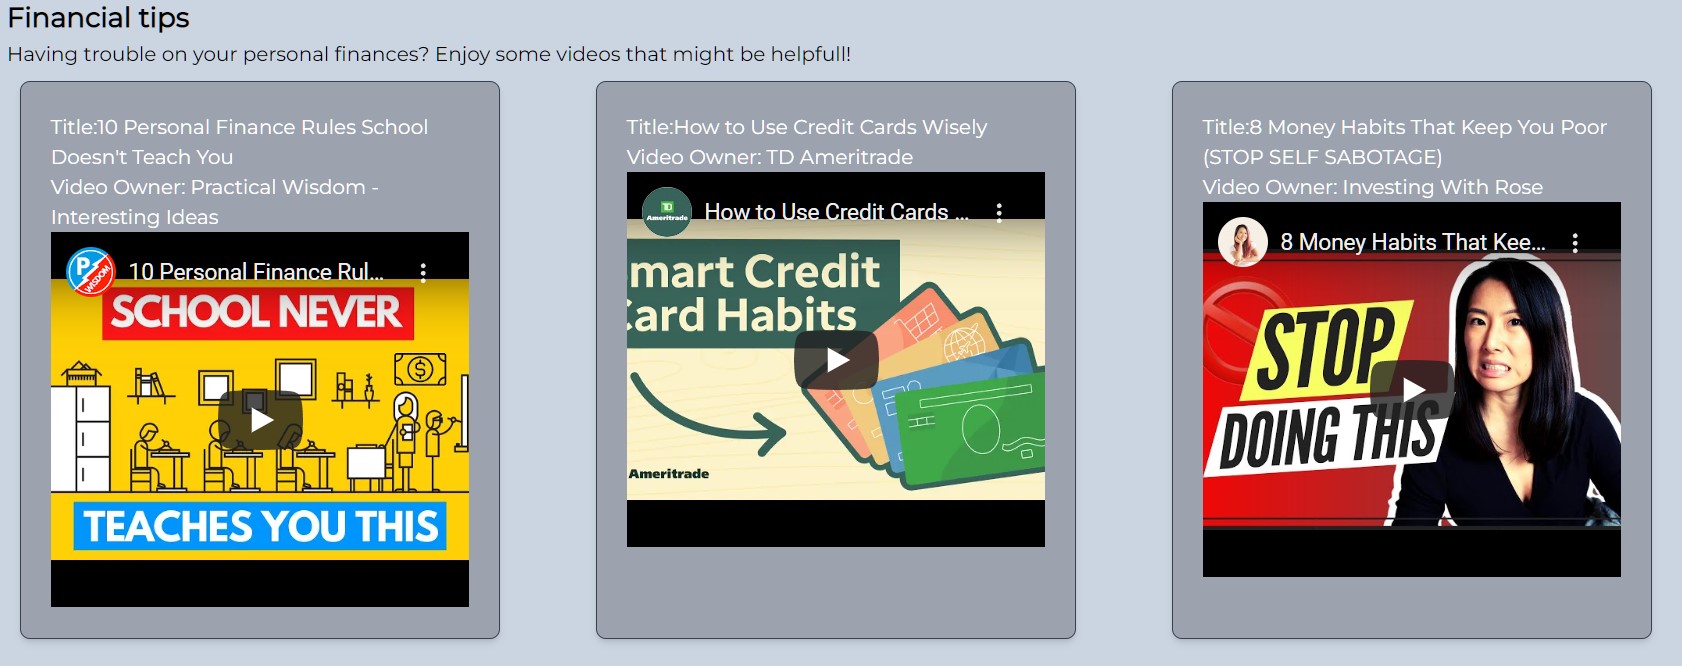 Financial tips
Having trouble on your personal finances? Enjoy some videos that might be helpfull!
Title:10 Personal Finance Rules School
Doesn't Teach You
Video Owner: Practical Wisdom -
Interesting Ideas
P
WISDOM
10 Personal Finance Rul...
SCHOOL NEVER
$
TEACHES YOU THIS
Title:How to Use Credit Cards Wisely
Video Owner: TD Ameritrade
TD
Ameritrade
How to Use Credit Cards ...
mart Credit
Card Habits
Ameritrade
Title:8 Money Habits That Keep You Poor
(STOP SELF SABOTAGE)
Video Owner: Investing With Rose
8 Money Habits That Kee...
STOP
DOING THIS